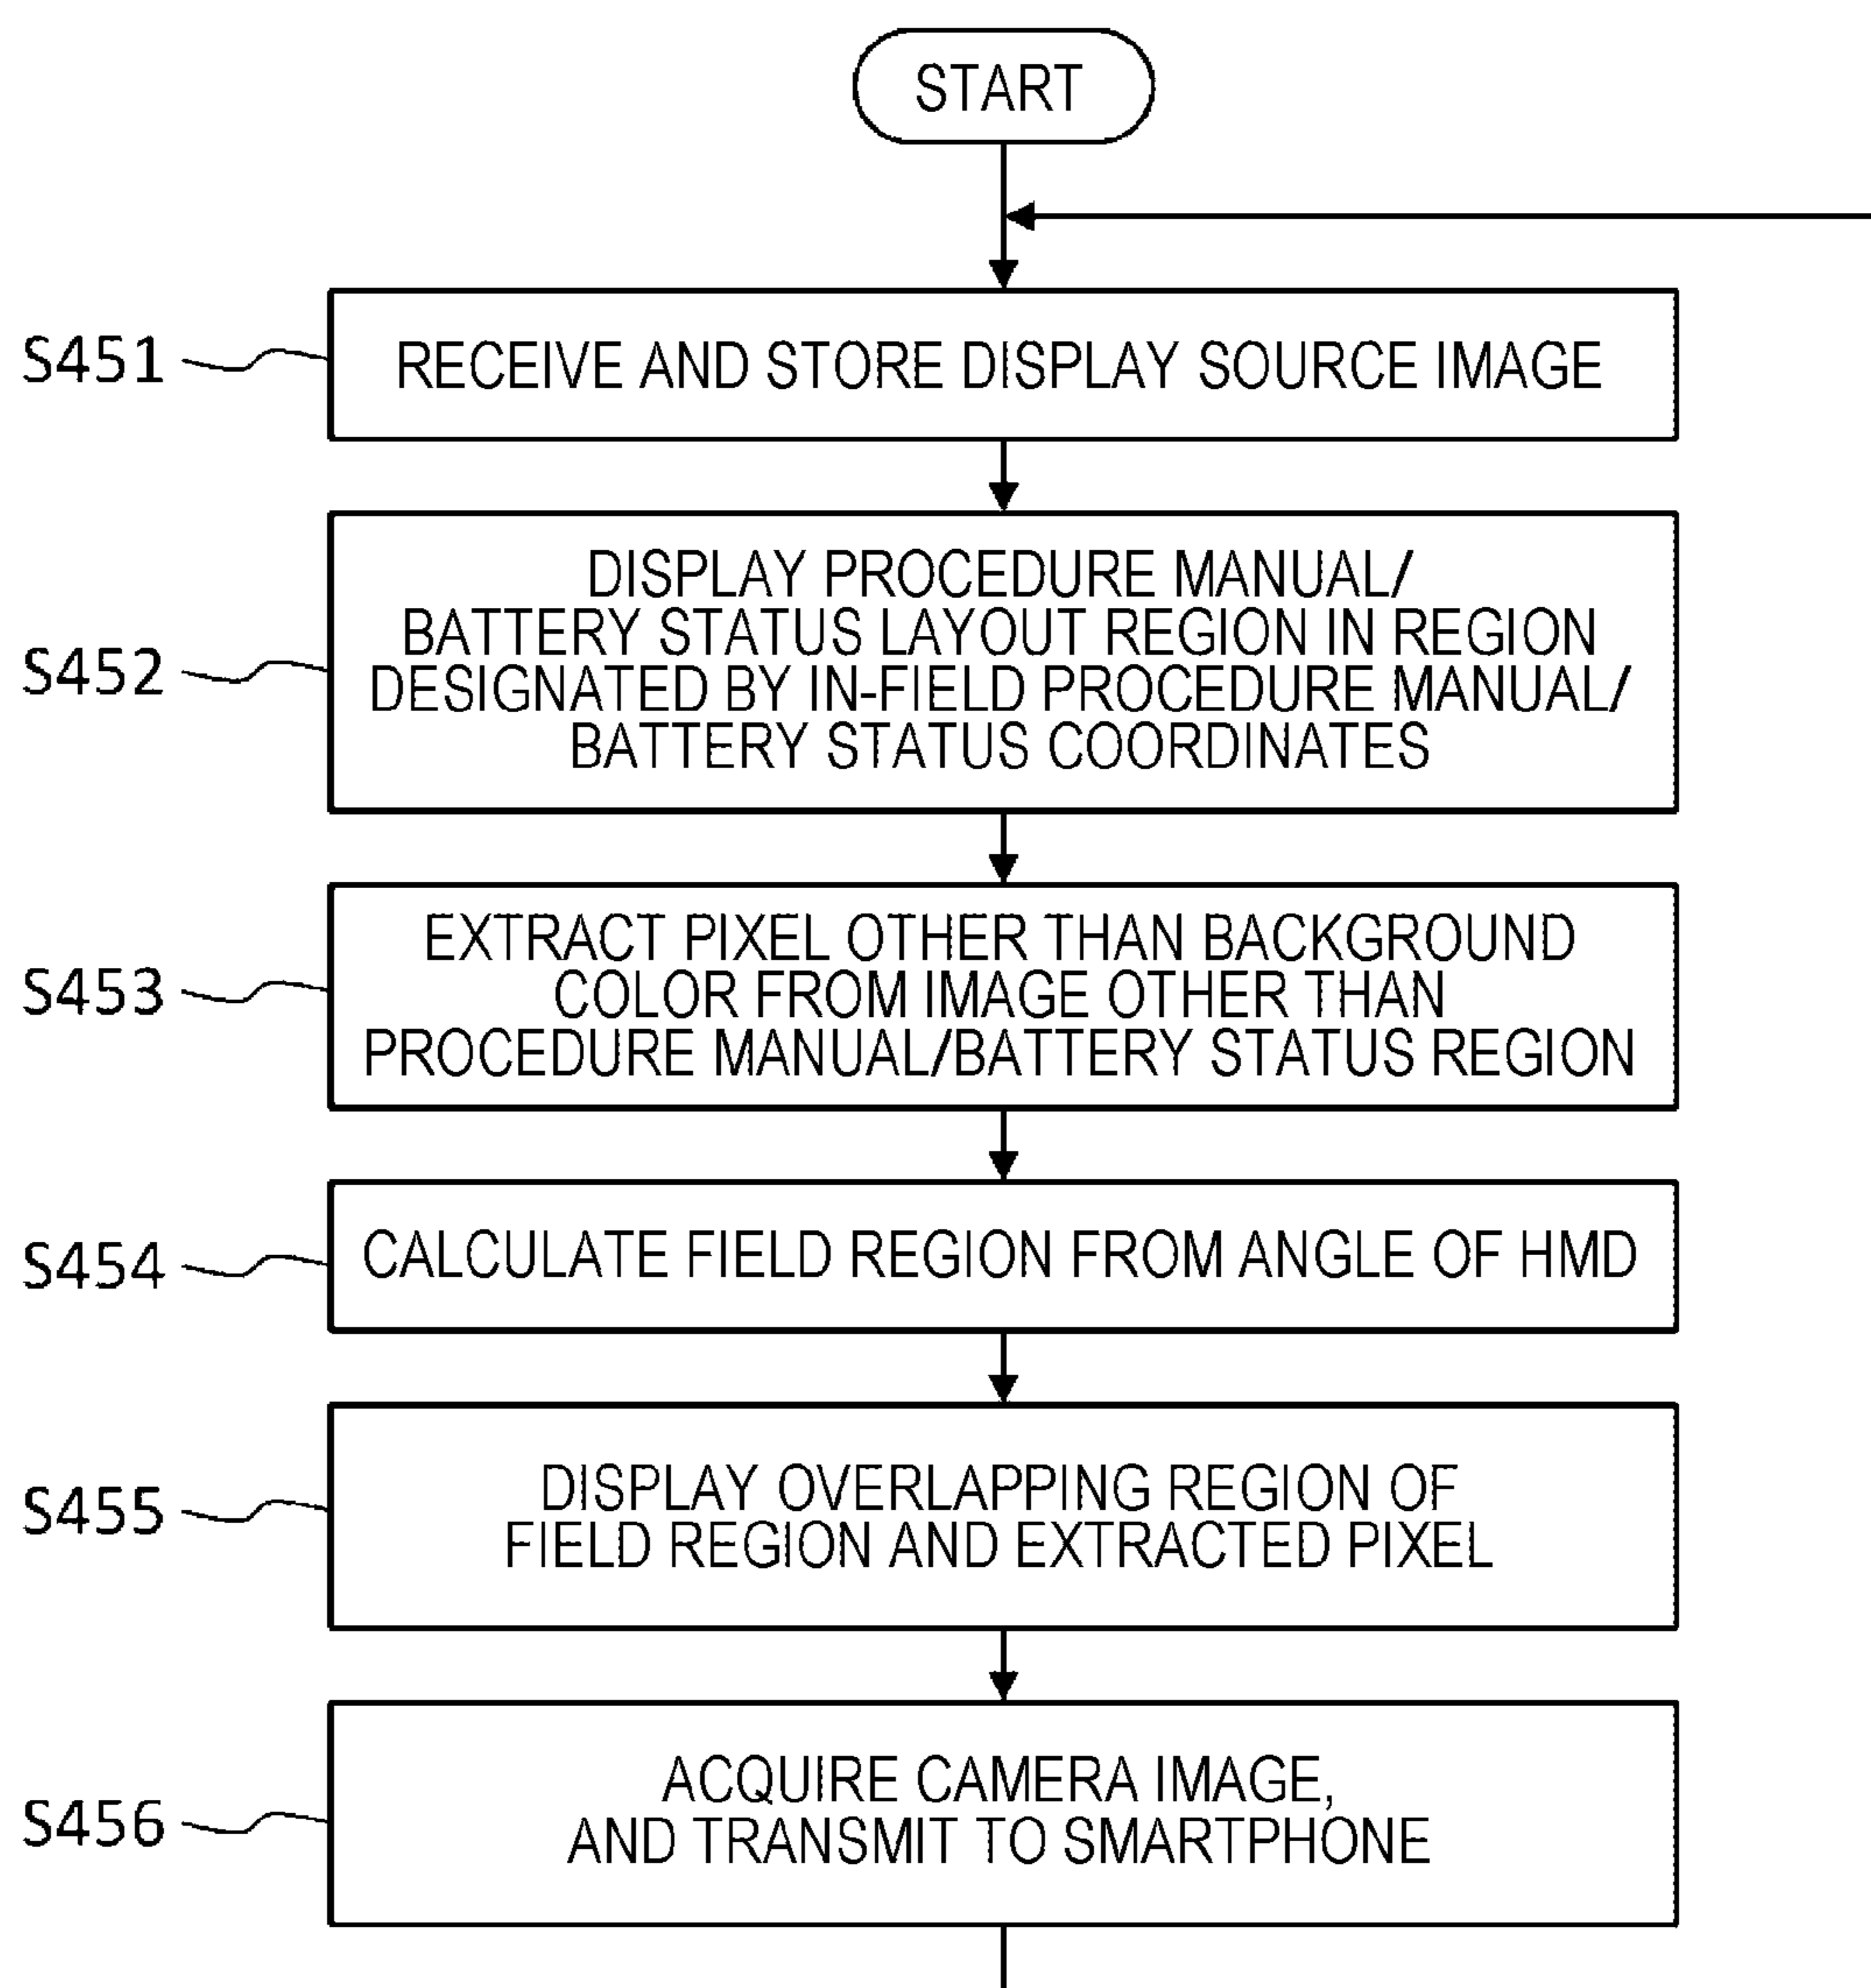 START
S451
RECEIVE AND STORE DISPLAY SOURCE IMAGE
S452
DISPLAY PROCEDURE MANUAL/
BATTERY STATUS LAYOUT REGION IN REGION
DESIGNATED BY IN-FIELD PROCEDURE MANUAL/
BATTERY STATUS COORDINATES
S453
EXTRACT PIXEL OTHER THAN BACKGROUND
COLOR FROM IMAGE OTHER THAN
PROCEDURE MANUAL/BATTERY STATUS REGION
S454
CALCULATE FIELD REGION FROM ANGLE OF HMD
S455
DISPLAY OVERLAPPING REGION OF
FIELD REGION AND EXTRACTED PIXEL
S456
ACQUIRE CAMERA IMAGE,
AND TRANSMIT TO SMARTPHONE